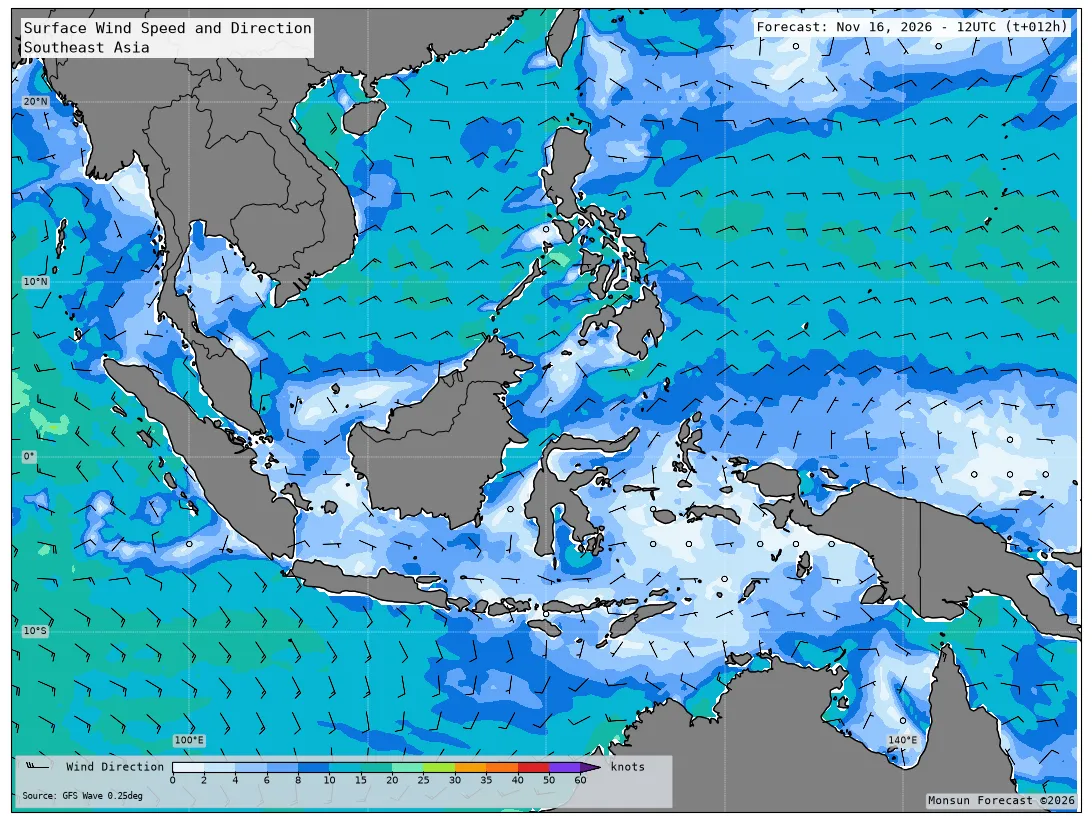 Surface Wind Speed and Direction
Southeast Asia
Forecast: Nov 16, 2026 - 12UTC (t+012h)
20°N
10°N
0°
10°S
100°E
140°E
Wind Direction
0 2 4 6 8 10 15 20 25 30 35 40 50 60
knots
Source: GFS Wave 0.25deg
Monsun Forecast ©2026